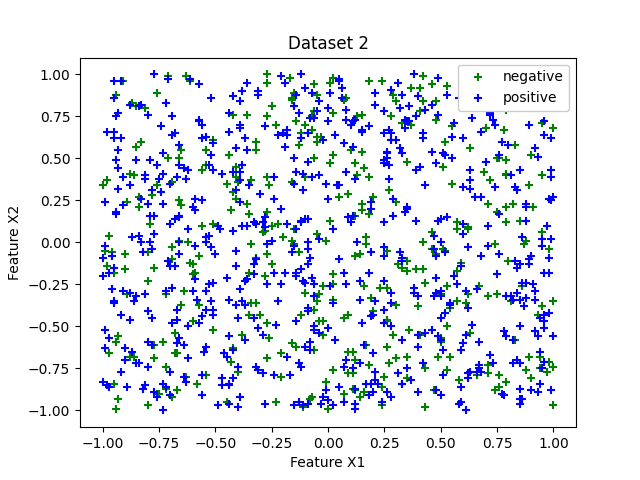 Dataset 2
negative
positive
1.00
0.75
0.50
0.25
0.00
−0.25
−0.50
−0.75
−1.00
Feature X2
−1.00 −0.75 −0.50 −0.25 0.00 0.25 0.50 0.75 1.00
Feature X1